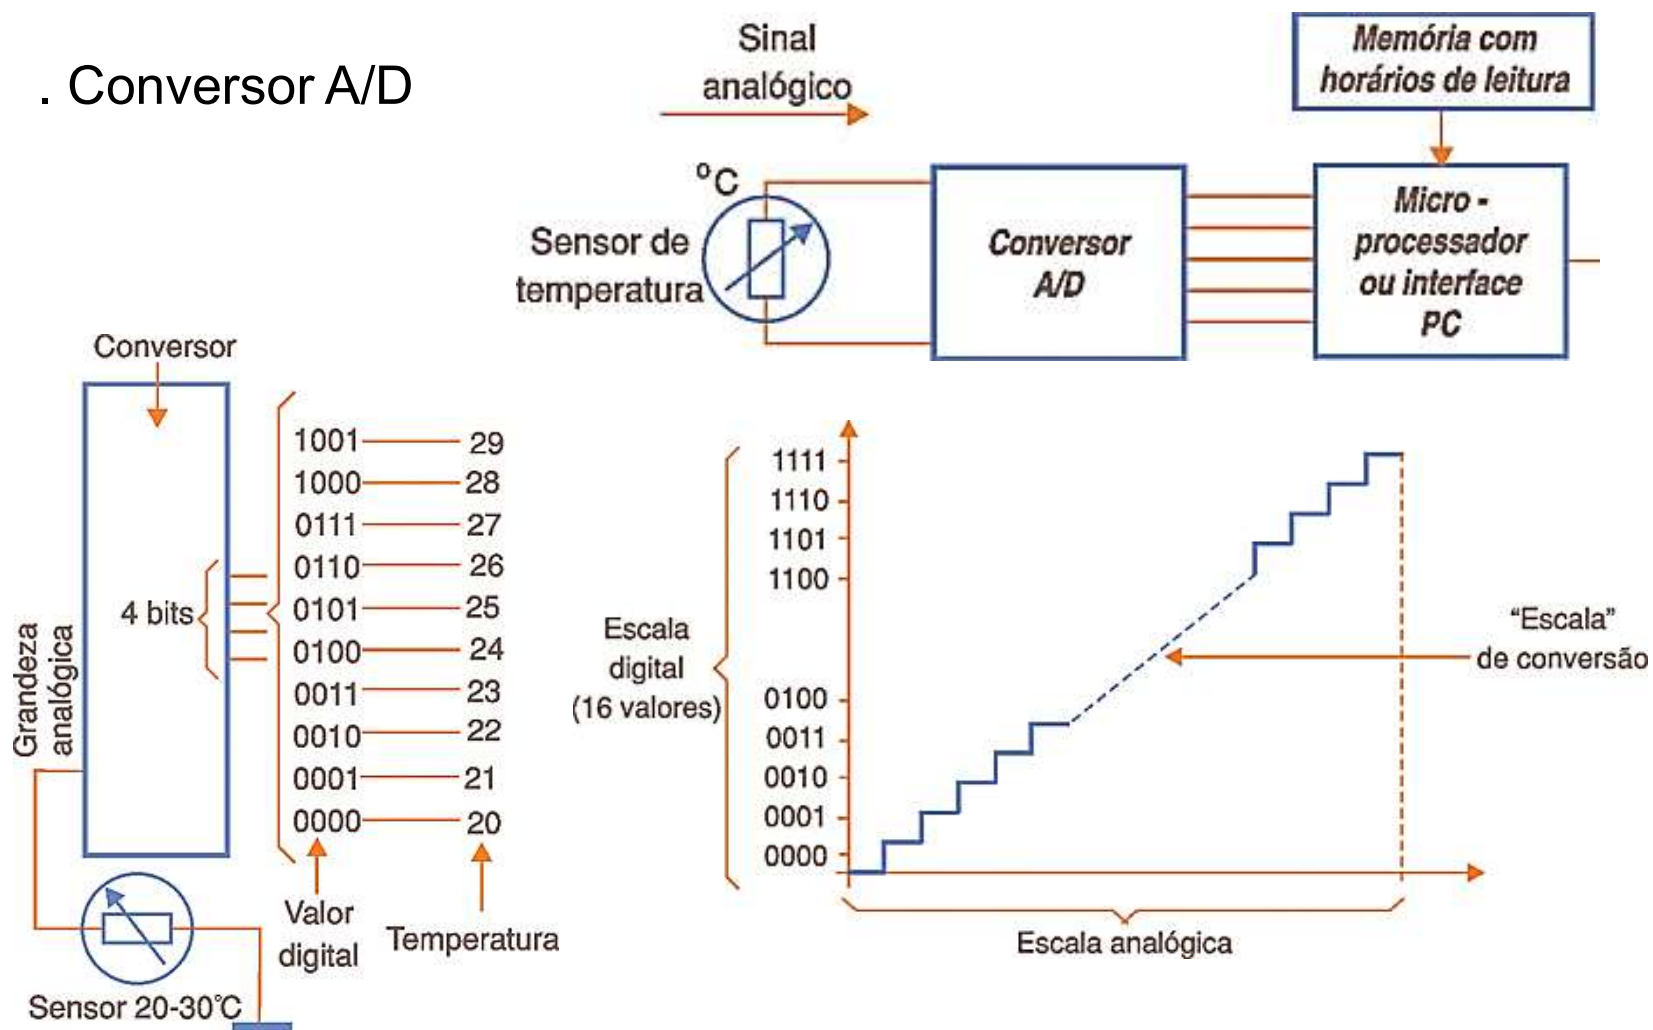 . Conversor A/D
Sinal
analógico
Memória com
horários de leitura
ºC
Sensor de
temperatura
Conversor
A/D
Micro -
processador
ou interface
PC
Conversor
4 bits
Grandeza
analógica
1001 29
1000 28
0111 27
0110 26
0101 25
0100 24
0011 23
0010 22
0001 21
0000 20
Valor
digital
Temperatura
Sensor 20-30°C
Escala
digital
(16 valores)
1111
1110
1101
1100
0100
0011
0010
0001
0000
“Escala”
de conversão
Escala analógica